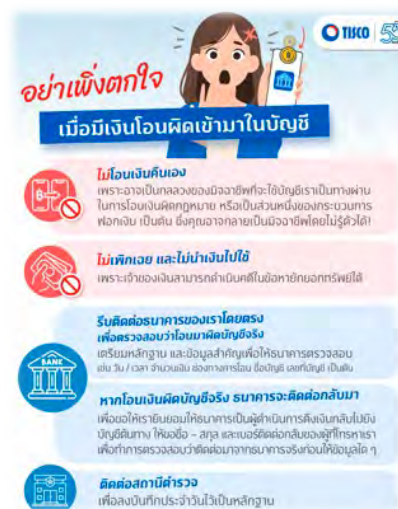 TISCO
อย่าเพิ่งตกใจ
เมื่อมีเงินโอนผิดเข้ามาในบัญชี
ไม่โอนเงินคืนเอง
เพราะอาจเป็นกลลวงของมิจฉาชีพที่จะใช้บัญชีเราเป็นทางผ่าน
ในการโอนเงินผิดกฎหมาย หรือเป็นส่วนหนึ่งของกระบวนการ
ฟอกเงิน เป็นต้น ซึ่งคุณอาจกลายเป็นมิจฉาชีพโดยไม่รู้ตัวได้!
ไม่เพิกเฉย และไม่นำเงินไปใช้
เพราะเจ้าของเงินสามารถดำเนินคดีในข้อหายักยอกทรัพย์ได้
รีบติดต่อธนาคารของเราโดยตรง
เพื่อตรวจสอบว่าโอนมาผิดบัญชีจริง
เตรียมหลักฐาน และข้อมูลสำคัญเพื่อให้ธนาคารตรวจสอบ
เช่น วัน / เวลา จำนวนเงิน ช่องทางการโอน ชื่อบัญชี เลขที่บัญชี เป็นต้น
BANK
หากโอนเงินผิดบัญชีจริง ธนาคารจะติดต่อกลับมา
เพื่อขอให้เรายินยอมให้ธนาคารเป็นผู้ดำเนินการดึงเงินกลับไปยัง
บัญชีต้นทาง ให้ขอชื่อ – สกุล และเบอร์ติดต่อกลับของผู้ที่โทรหาเรา
เพื่อทำการตรวจสอบว่าติดต่อมาจากธนาคารจริงก่อนให้ข้อมูลใด ๆ
ติดต่อสถานีตำรวจ
เพื่อลงบันทึกประจำวันไว้เป็นหลักฐาน